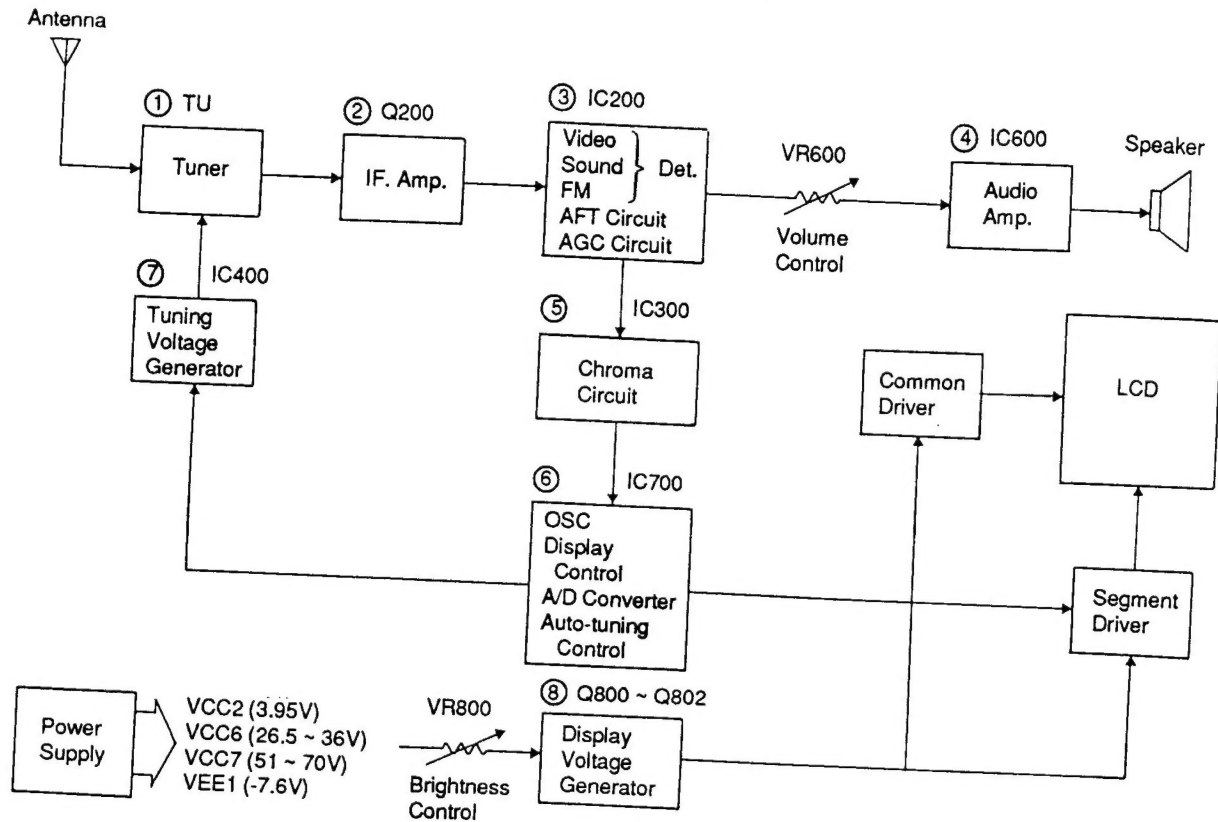 Antenna
① TU
Tuner
② Q200
IF. Amp.
③ IC200
Video
Sound
FM
Det.
AFT Circuit
AGC Circuit
VR600
Volume
Control
④ IC600
Audio
Amp.
Speaker
⑦
IC400
Tuning
Voltage
Generator
⑤
IC300
Chroma
Circuit
Common
Driver
LCD
⑥
IC700
OSC
Display
Control
A/D Converter
Auto-tuning
Control
Segment
Driver
Power
Supply
VCC2 (3.95V)
VCC6 (26.5 ~ 36V)
VCC7 (51 ~ 70V)
VEE1 (-7.6V)
VR800
Brightness
Control
⑧ Q800 ~ Q802
Display
Voltage
Generator